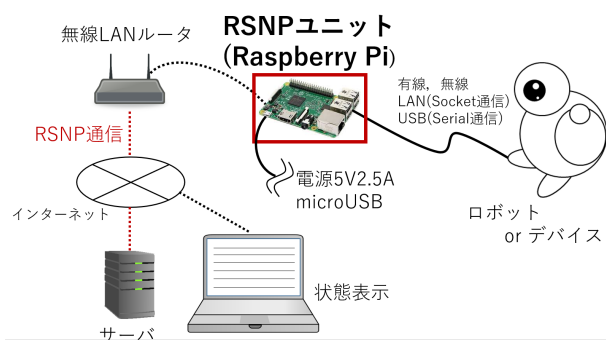 RSNPユニット
(Raspberry Pi)
無線LANルータ
有線，無線
LAN(Socket通信)
USB(Serial通信)
RSNP通信
電源5V2.5A
microUSB
インターネット
ロボット
or デバイス
状態表示
サーバ